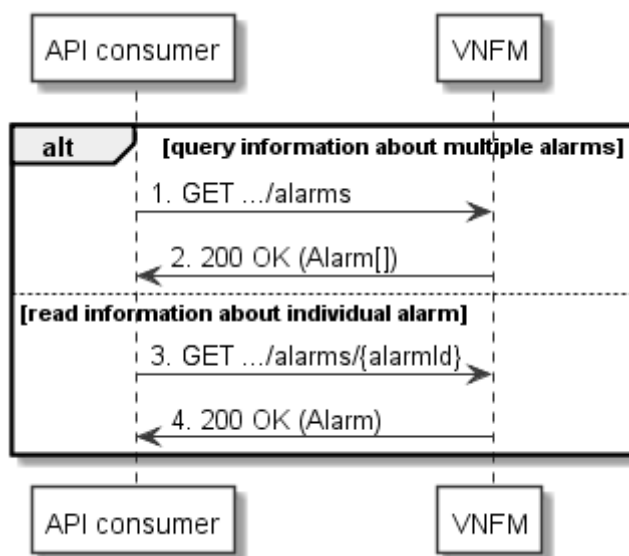 API consumer
VNFM
alt
[query information about multiple alarms]
1. GET .../alarms
2. 200 OK (Alarm[])
[read information about individual alarm]
3. GET .../alarms/{alarmId}
4. 200 OK (Alarm)
API consumer
VNFM